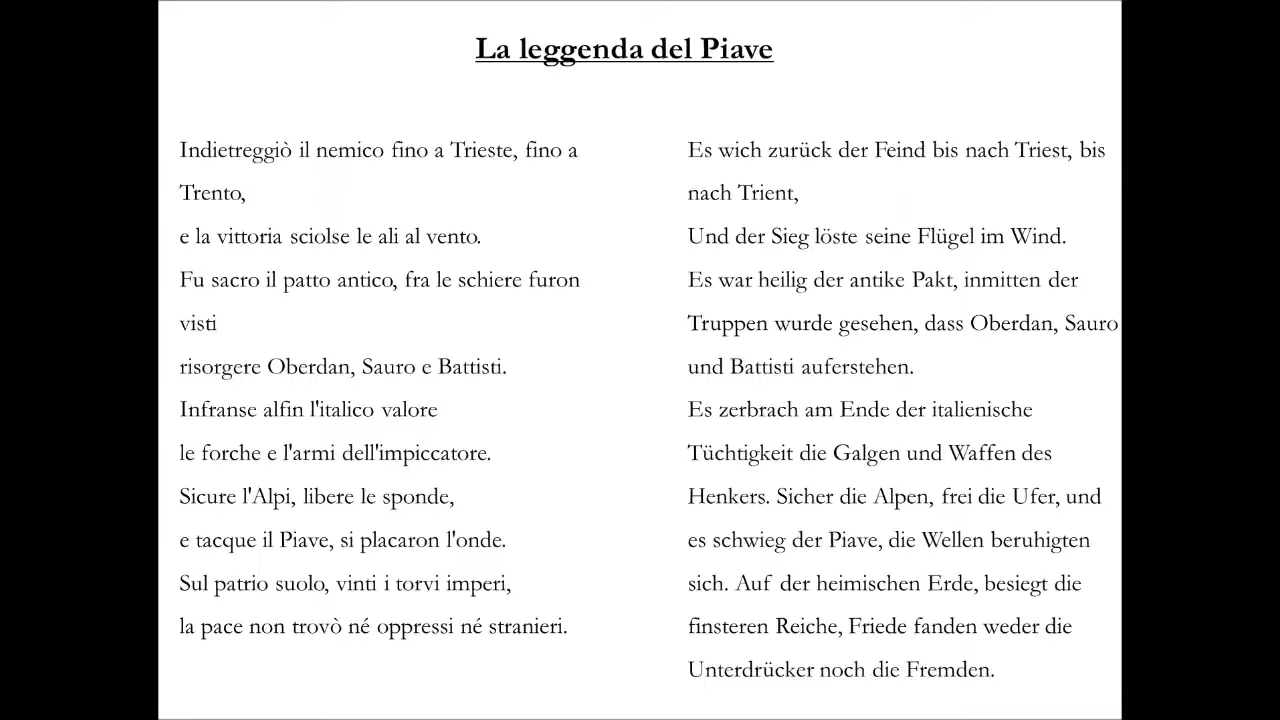 La leggenda del Piave
Indietreggiò il nemico fino a Trieste, fino a
Trento,
e la vittoria sciolse le ali al vento.
Fu sacro il patto antico, fra le schiere furon
visti
risorgere Oberdan, Sauro e Battisti.
Infranse alfin l'italico valore
le forche e l'armi dell'impiccatore.
Sicure l'Alpi, libere le sponde,
e tacque il Piave, si placaron l'onde.
Sul patrio suolo, vinti i torvi imperi,
la pace non trovò né oppressi né stranieri.
Es wich zurück der Feind bis nach Triest, bis
nach Trient,
Und der Sieg löste seine Flügel im Wind.
Es war heilig der antike Pakt, inmitten der
Truppen wurde gesehen, dass Oberdan, Sauro
und Battisti auferstehen.
Es zerbrach am Ende der italienische
Tüchtigkeit die Galgen und Waffen des
Henkers. Sicher die Alpen, frei die Ufer, und
es schwieg der Piave, die Wellen beruhigten
sich. Auf der heimischen Erde, besiegt die
finsteren Reiche, Friede fanden weder die
Unterdrücker noch die Fremden.